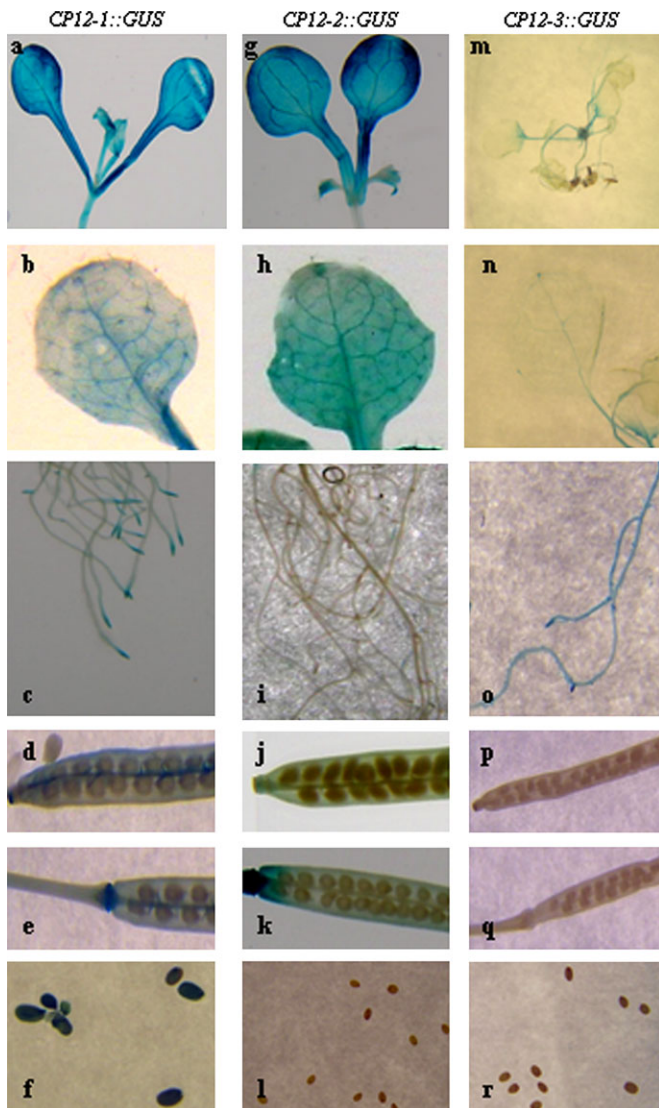 CP12-1::GUS CP12-2::GUS CP12-3::GUS
a g m
b h n
c i o
d j p
e k q
f l r